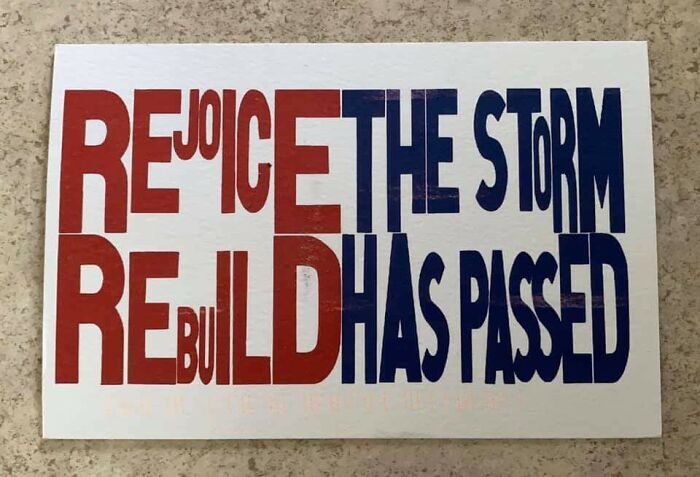 REJOICE
REBUILD
THE STORM
HAS PASSED